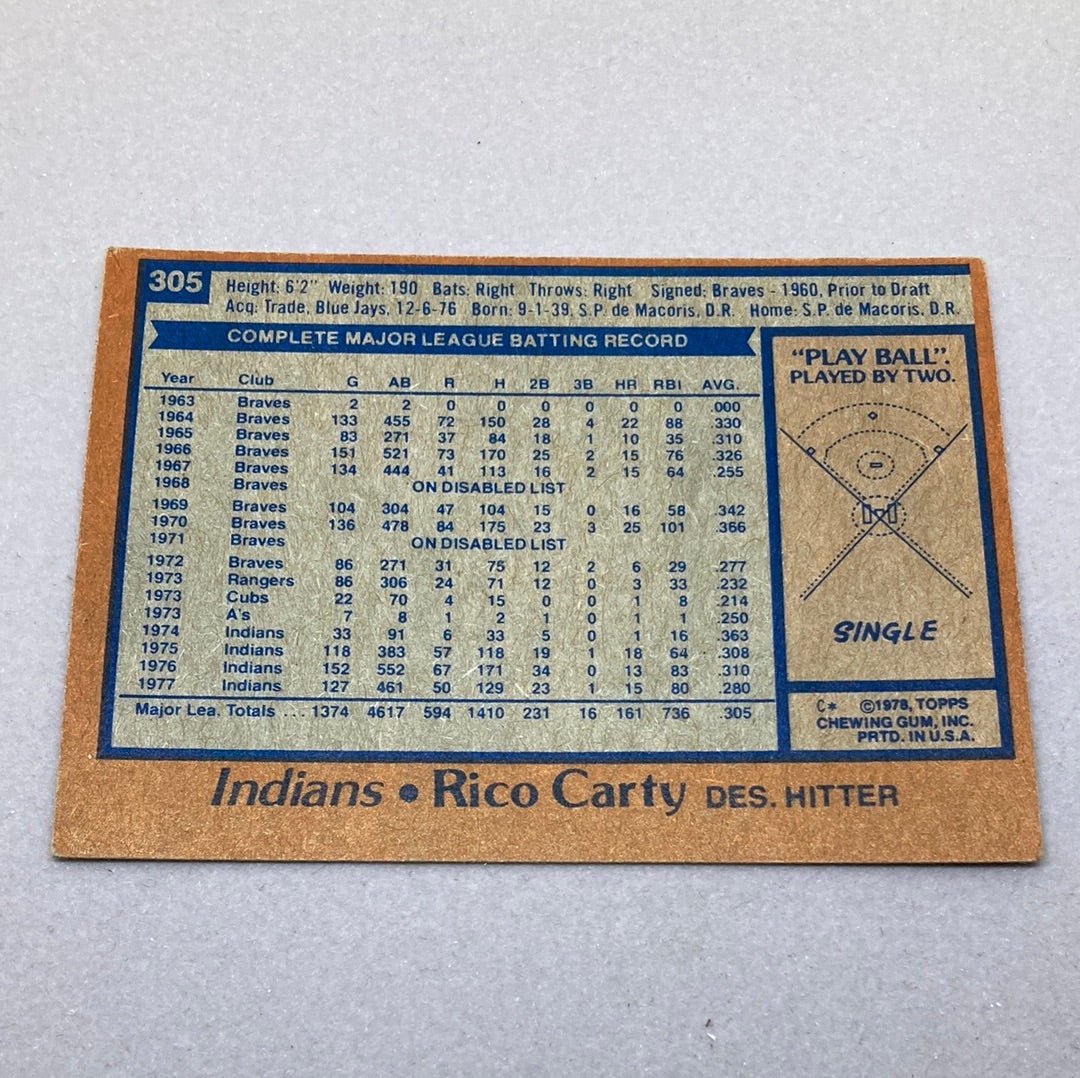 305
Height: 6'2" Weight: 190 Bats: Right Throws: Right Signed: Braves - 1960, Prior to Draft
Acq: Trade, Blue Jays, 12-6-76 Born: 9-1-39, S.P. de Macoris, D.R. Home: S.P. de Macoris, D.R.
COMPLETE MAJOR LEAGUE BATTING RECORD
Year Club G AB R H 2B 3B HR RBI AVG.
1963 Braves 2 2 0 0 0 0 0 0 .000
1964 Braves 133 455 72 150 28 4 22 88 .330
1965 Braves 83 271 37 84 18 1 10 35 .310
1966 Braves 151 521 73 170 25 2 15 76 .326
1967 Braves 134 444 41 113 16 2 15 64 .255
1968 Braves ON DISABLED LIST
1969 Braves 104 304 47 104 15 0 16 58 .342
1970 Braves 136 478 84 175 23 3 25 101 .366
1971 Braves ON DISABLED LIST
1972 Braves 86 271 31 75 12 2 6 29 .277
1973 Rangers 86 306 24 71 12 0 3 33 .232
1973 Cubs 22 70 4 15 0 0 1 8 .214
1973 A's 7 8 1 2 1 0 1 1 .250
1974 Indians 33 91 6 33 5 0 1 16 .363
1975 Indians 118 383 57 118 19 1 18 64 .308
1976 Indians 152 552 67 171 34 0 13 83 .310
1977 Indians 127 461 50 129 23 1 15 80 .280
Major Lea. Totals ... 1374 4617 594 1410 231 16 161 736 .305
"PLAY BALL".
PLAYED BY TWO.
SINGLE
C* ©1978, TOPPS
CHEWING GUM, INC.
PRTD. IN U.S.A.
Indians • Rico Carty DES. HITTER